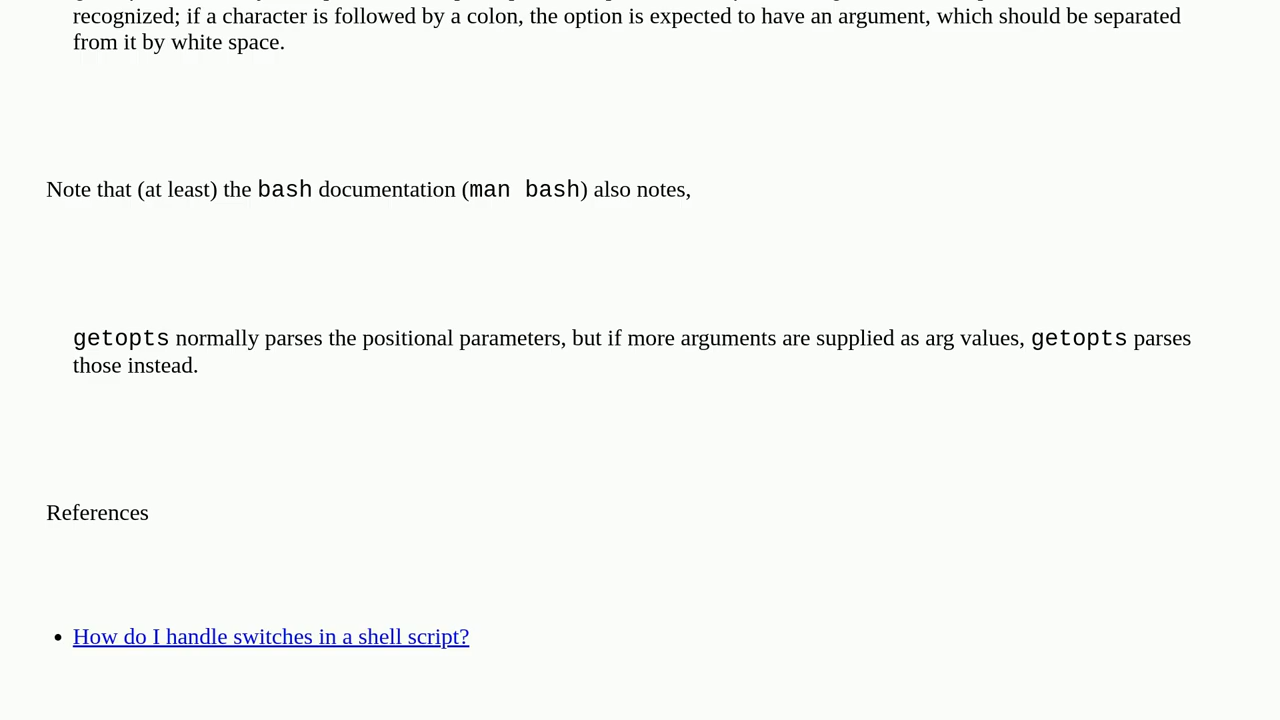 recognized; if a character is followed by a colon, the option is expected to have an argument, which should be separated
from it by white space.
Note that (at least) the bash documentation (man bash) also notes,
getopts normally parses the positional parameters, but if more arguments are supplied as arg values, getopts parses
those instead.
References
• How do I handle switches in a shell script?